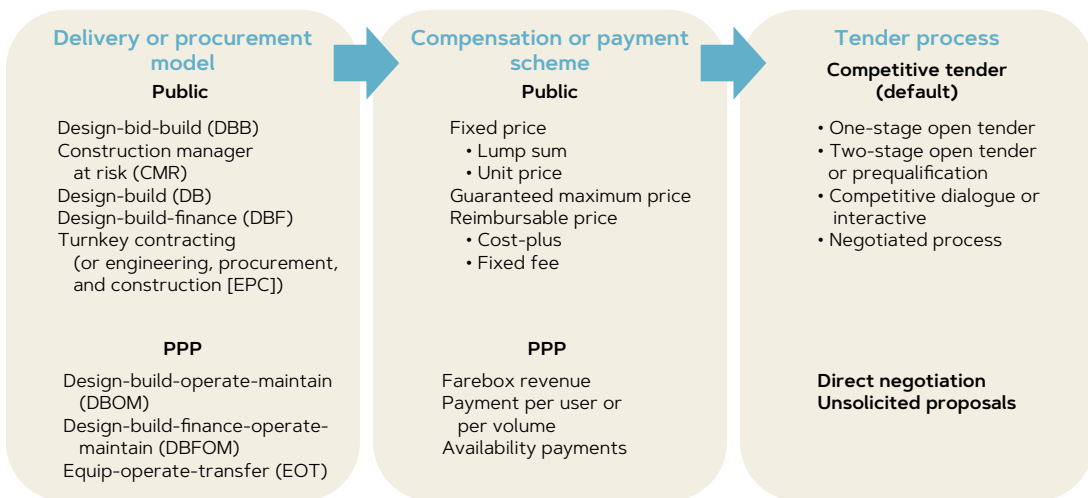 Delivery or procurement
model
Public
Design-bid-build (DBB)
Construction manager
at risk (CMR)
Design-build (DB)
Design-build-finance (DBF)
Turnkey contracting
(or engineering, procurement,
and construction [EPC])
PPP
Design-build-operate-maintain
(DBOM)
Design-build-finance-operate-
maintain (DBFOM)
Equip-operate-transfer (EOT)
Compensation or payment
scheme
Public
Fixed price
• Lump sum
• Unit price
Guaranteed maximum price
Reimbursable price
• Cost-plus
• Fixed fee
PPP
Farebox revenue
Payment per user or
per volume
Availability payments
Tender process
Competitive tender
(default)
• One-stage open tender
• Two-stage open tender
or prequalification
• Competitive dialogue or
interactive
• Negotiated process
Direct negotiation
Unsolicited proposals